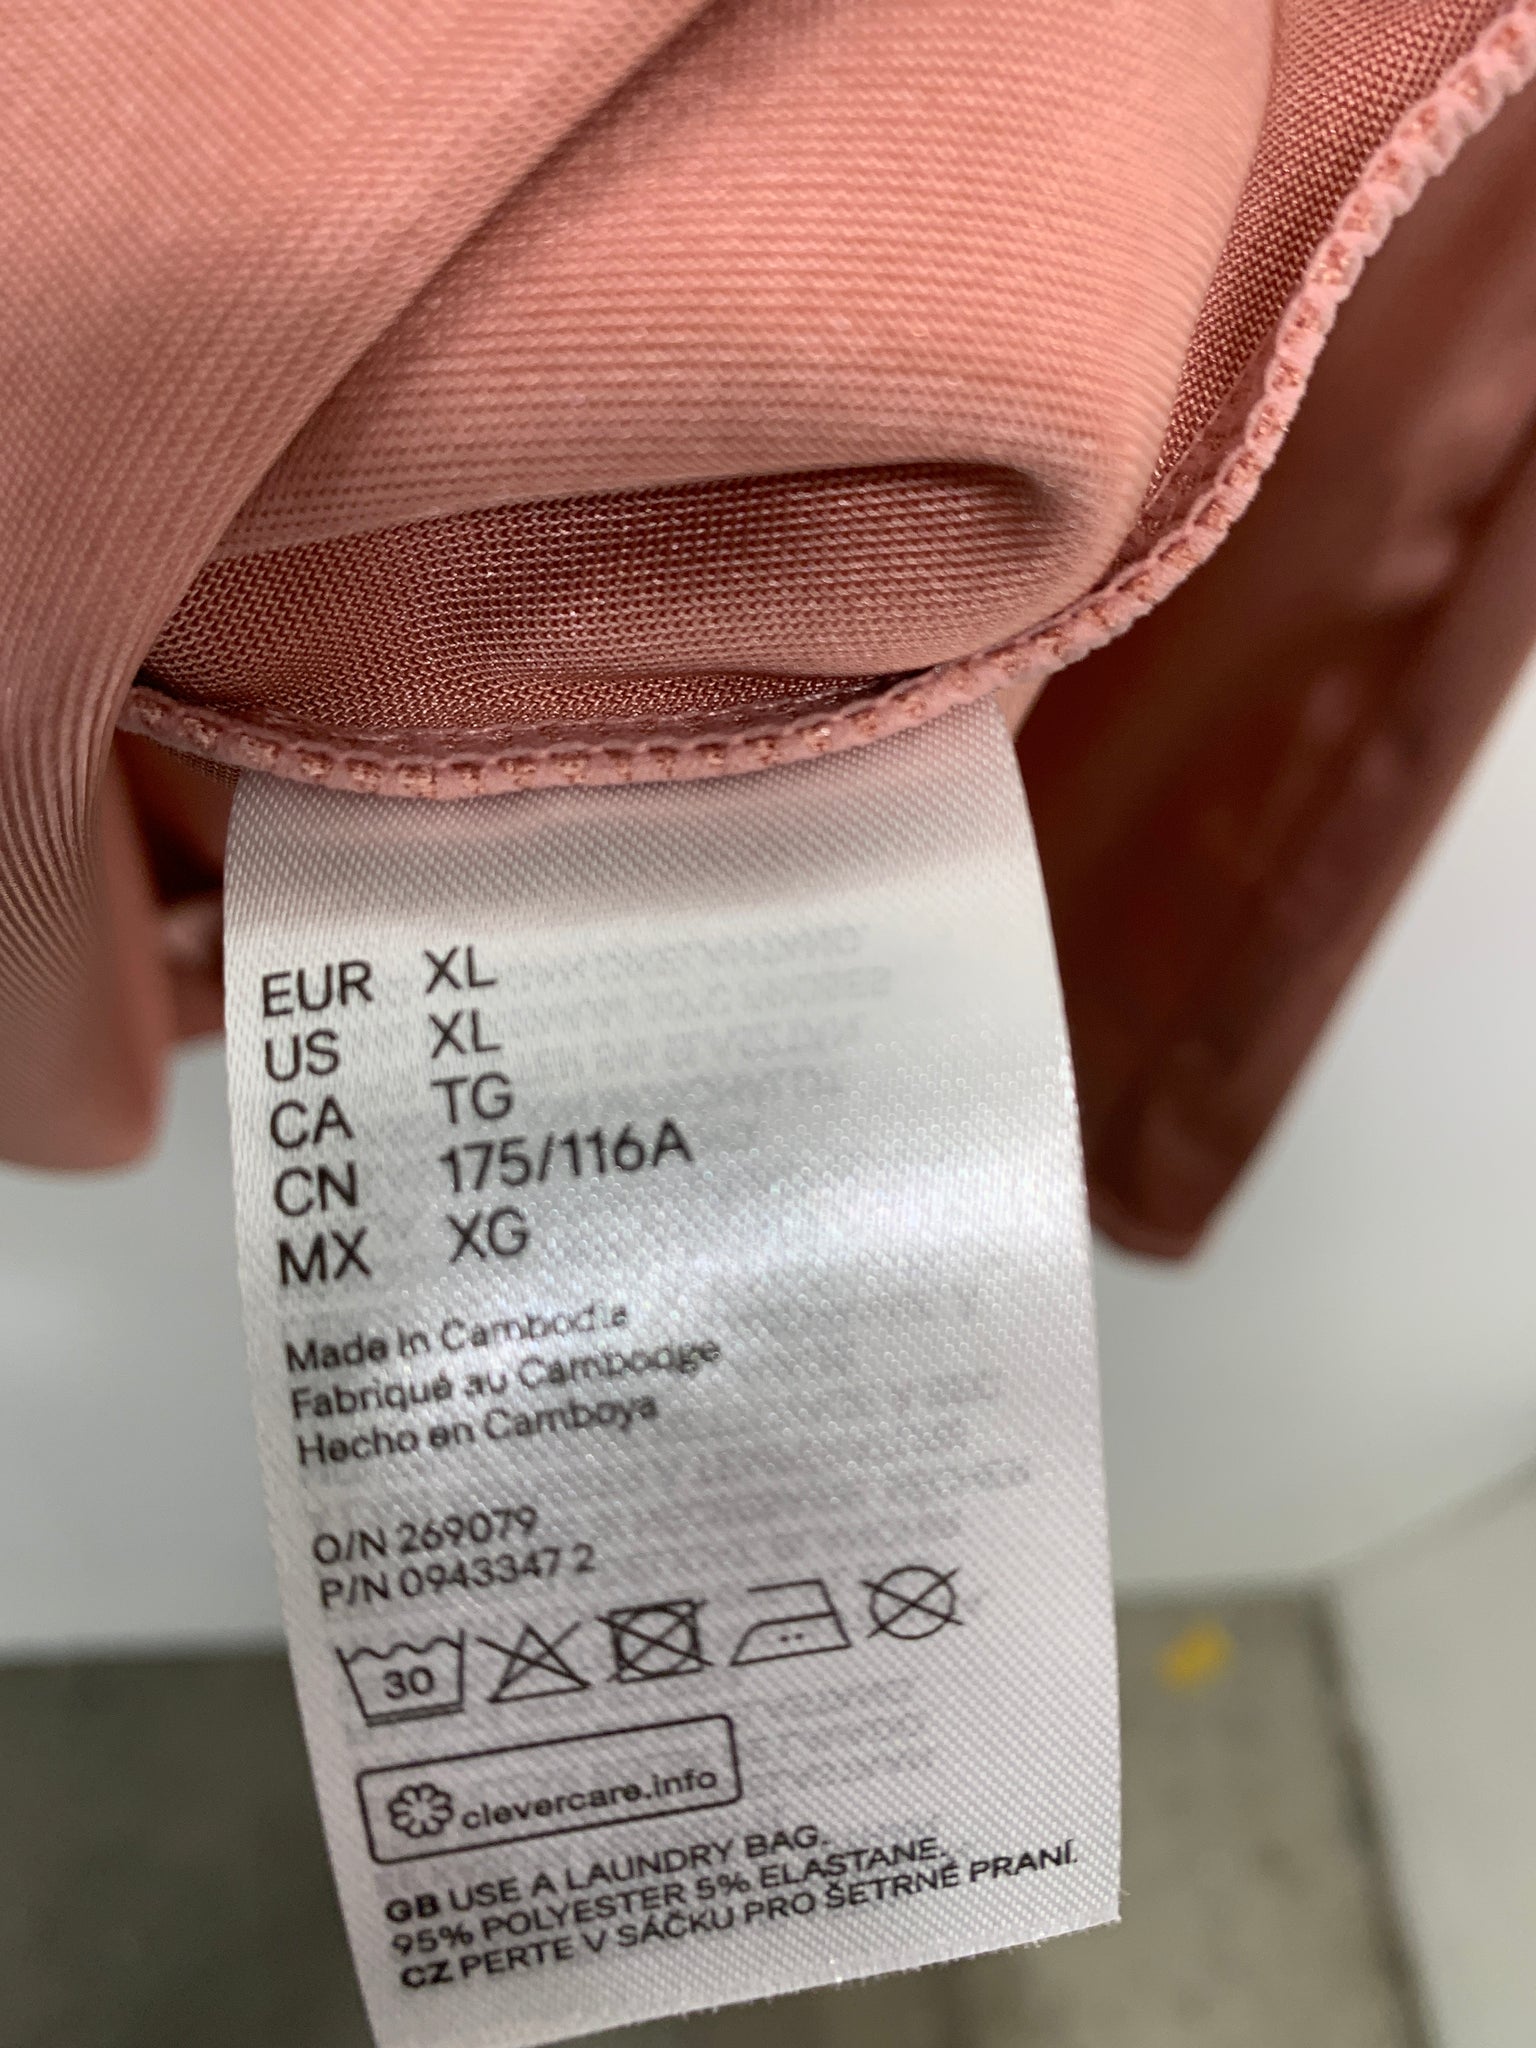 EUR XL
US XL
CA TG
CN 175/116A
MX XG
Made in Cambodia
Fabriqué au Cambodge
Hecho en Camboya
O/N 269079
P/N 09433472
30
clevercare.info
GB USE A LAUNDRY BAG.
95% POLYESTER 5% ELASTANE.
CZ PERTE V SÁČKU PRO ŠETRNÉ PRANÍ.